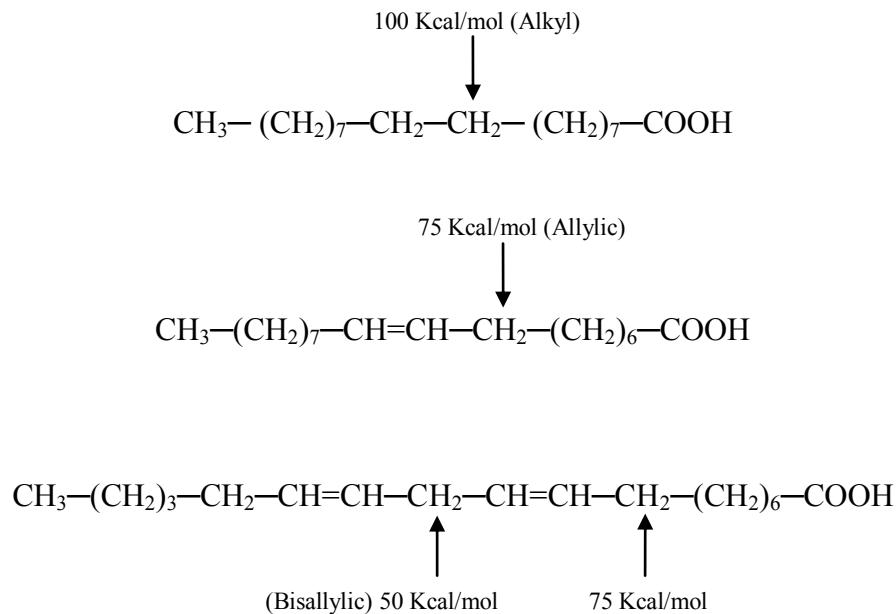 100 Kcal/mol (Alkyl)
CH₃— (CH₂)₇—CH₂—CH₂— (CH₂)₇—COOH
75 Kcal/mol (Allylic)
CH₃—(CH₂)₇—CH=CH—CH₂—(CH₂)₆—COOH
CH₃—(CH₂)₃—CH₂—CH=CH—CH₂—CH=CH—CH₂—(CH₂)₆—COOH
(Bisallylic) 50 Kcal/mol 75 Kcal/mol